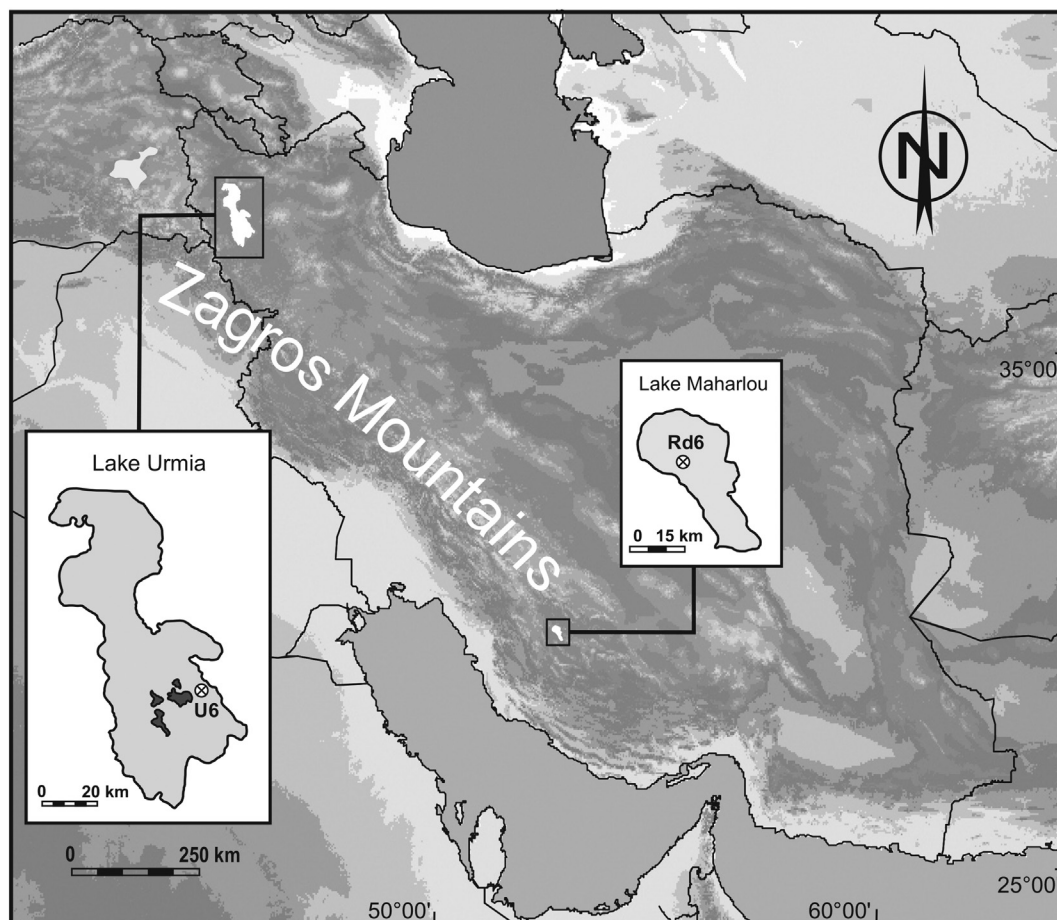 N
Zagros Mountains
35°00'
Lake Maharlou
Rd6
0 15 km
Lake Urmia
U6
0 20 km
0 250 km
25°00'
50°00'
60°00'